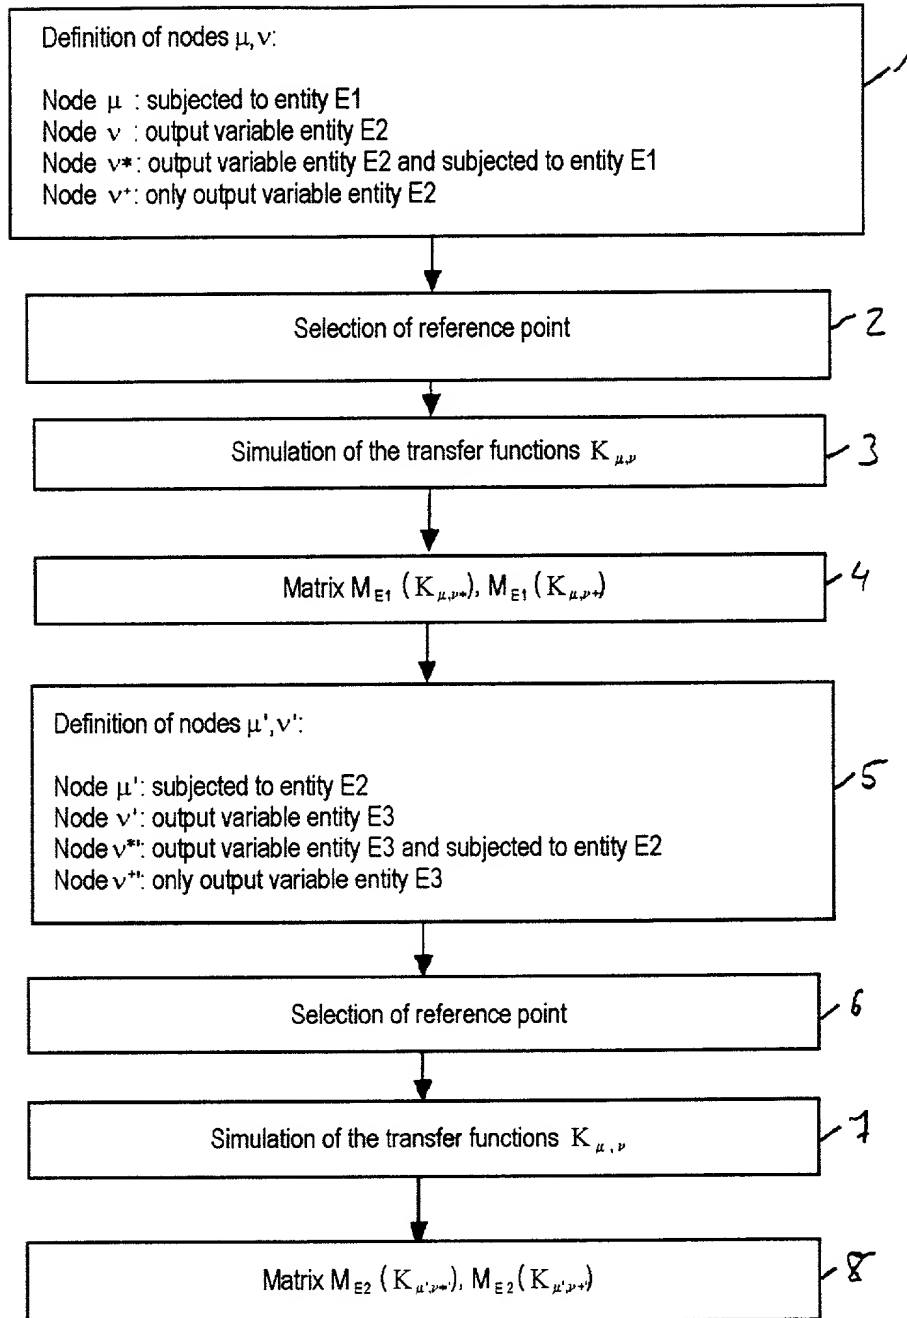 Definition of nodes μ,ν:
1
Node μ : subjected to entity E1
Node ν : output variable entity E2
Node ν*: output variable entity E2 and subjected to entity E1
Node ν⁺: only output variable entity E2
Selection of reference point
2
Simulation of the transfer functions K μ,ν
3
Matrix M E1 (K μ,ν*), M E1 (K μ,ν+)
4
Definition of nodes μ',ν':
5
Node μ': subjected to entity E2
Node ν': output variable entity E3
Node ν*': output variable entity E3 and subjected to entity E2
Node ν⁺': only output variable entity E3
Selection of reference point
6
Simulation of the transfer functions K μ,ν
7
Matrix M E2 (K μ',ν*'), M E2 (K μ',ν+')
8